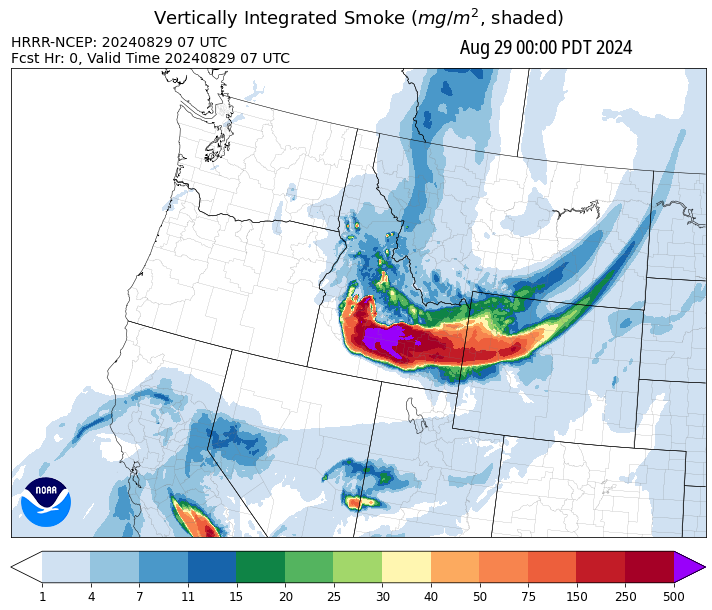 Vertically Integrated Smoke (mg/m², shaded)
HRRR-NCEP: 20240829 07 UTC
Aug 29 00:00 PDT 2024
Fcst Hr: 0, Valid Time 20240829 07 UTC
NOAA
1 4 7 11 15 20 25 30 40 50 75 150 250 500